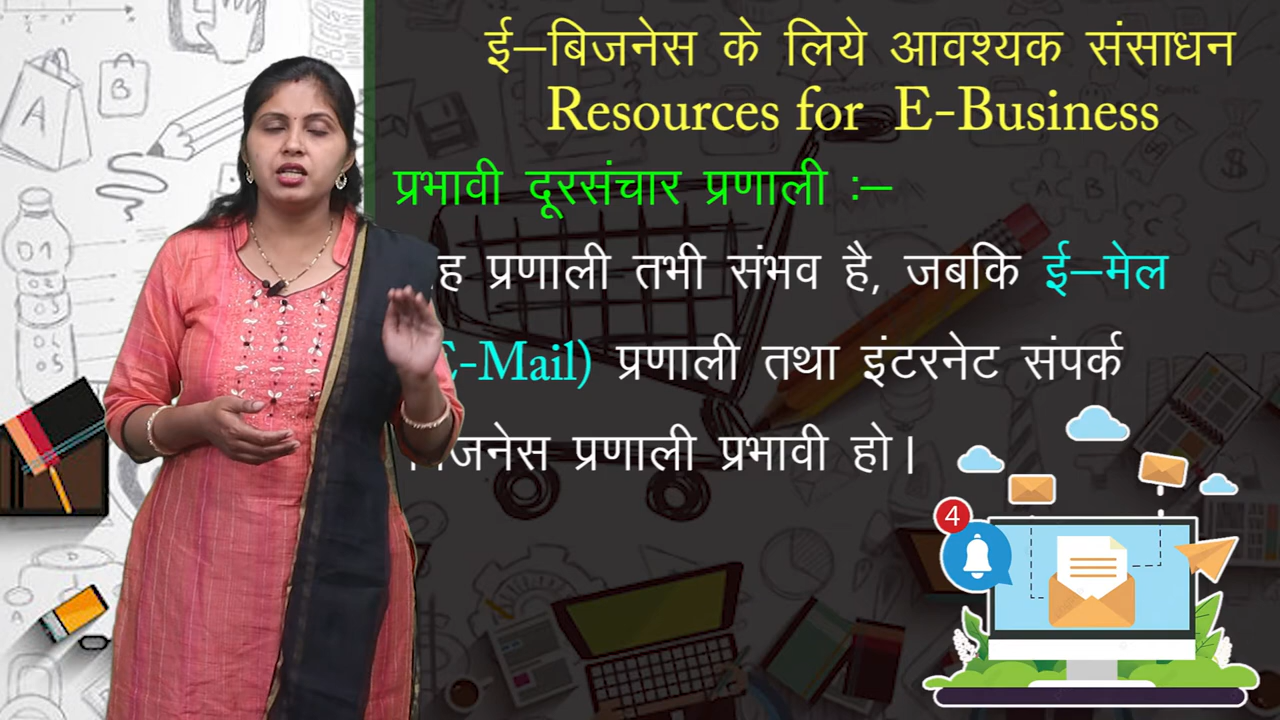 ई–बिजनेस के लिये आवश्यक संसाधन
Resources for E-Business
प्रभावी दूरसंचार प्रणाली :–
प्रणाली तभी संभव है, जबकि ई–मेल
प्रणाली तथा इंटरनेट संपर्क
प्रणाली प्रभावी हो।
4